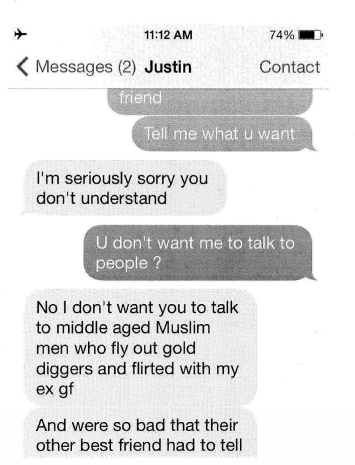 11:12 AM 74%
Messages (2) Justin Contact
friend
Tell me what u want
I'm seriously sorry you
don't understand
U don't want me to talk to
people ?
No I don't want you to talk
to middle aged Muslim
men who fly out gold
diggers and flirted with my
ex gf
And were so bad that their
other best friend had to tell